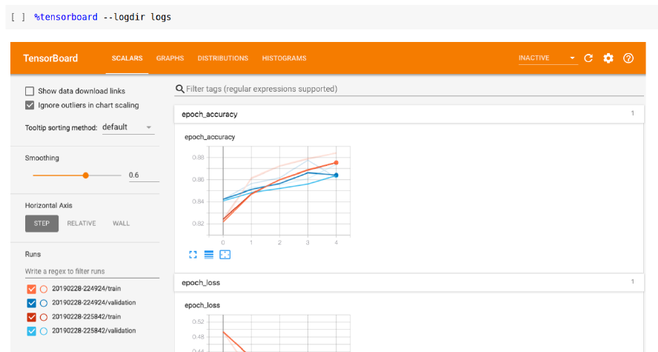 [ ] %tensorboard --logdir logs
TensorBoard SCALARS GRAPHS DISTRIBUTIONS HISTOGRAMS INACTIVE
Show data download links
Ignore outliers in chart scaling
Tooltip sorting method: default
Smoothing
0.6
Horizontal Axis
STEP RELATIVE WALL
Runs
Write a regex to filter runs
20190228-224924/train
20190228-224924/validation
20190228-225842/train
20190228-225842/validation
Filter tags (regular expressions supported)
epoch_accuracy 1
epoch_accuracy
0.88
0.86
0.84
0.82
0 1 2 3 4
epoch_loss 1
epoch_loss
0.52
0.48
0.44